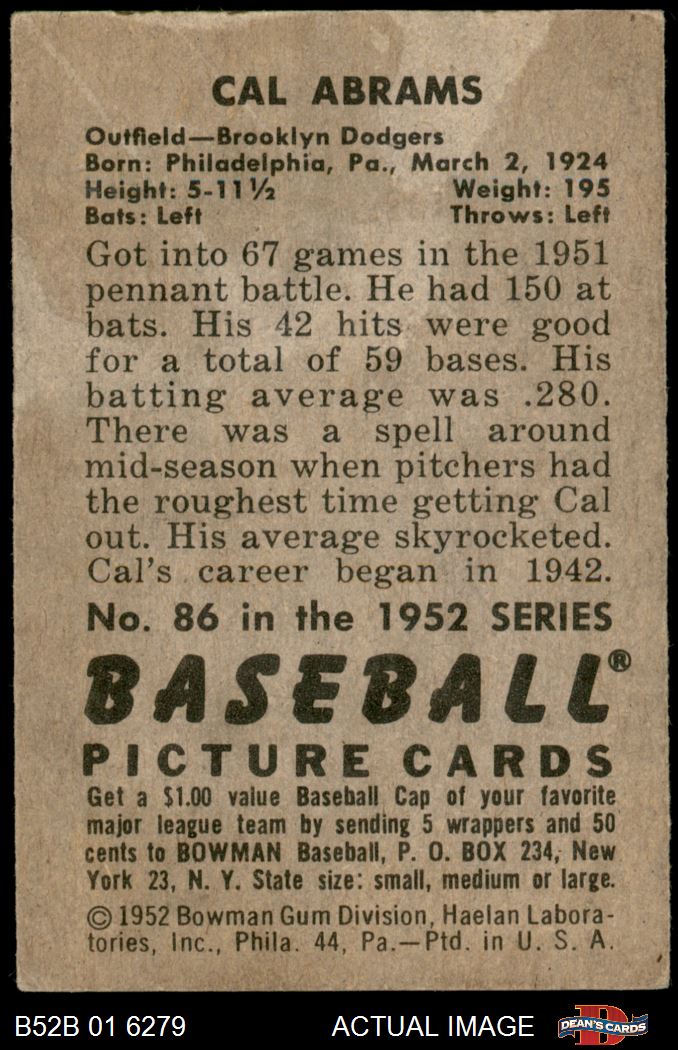 CAL ABRAMS
Outfield—Brooklyn Dodgers
Born: Philadelphia, Pa., March 2, 1924
Height: 5-11 ½ Weight: 195
Bats: Left Throws: Left
Got into 67 games in the 1951
pennant battle. He had 150 at
bats. His 42 hits were good
for a total of 59 bases. His
batting average was .280.
There was a spell around
mid-season when pitchers had
the roughest time getting Cal
out. His average skyrocketed.
Cal's career began in 1942.
No. 86 in the 1952 SERIES
BASEBALL®
PICTURE CARDS
Get a $1.00 value Baseball Cap of your favorite
major league team by sending 5 wrappers and 50
cents to BOWMAN Baseball, P. O. BOX 234, New
York 23, N. Y. State size: small, medium or large.
© 1952 Bowman Gum Division, Haelan Labora-
tories, Inc., Phila. 44, Pa.—Ptd. in U. S. A.
B52B 01 6279 ACTUAL IMAGE DEAN'S CARDS